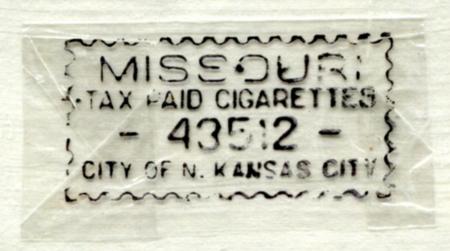 MISSOURI
TAX PAID CIGARETTES
- 43512 -
CITY OF N. KANSAS CITY